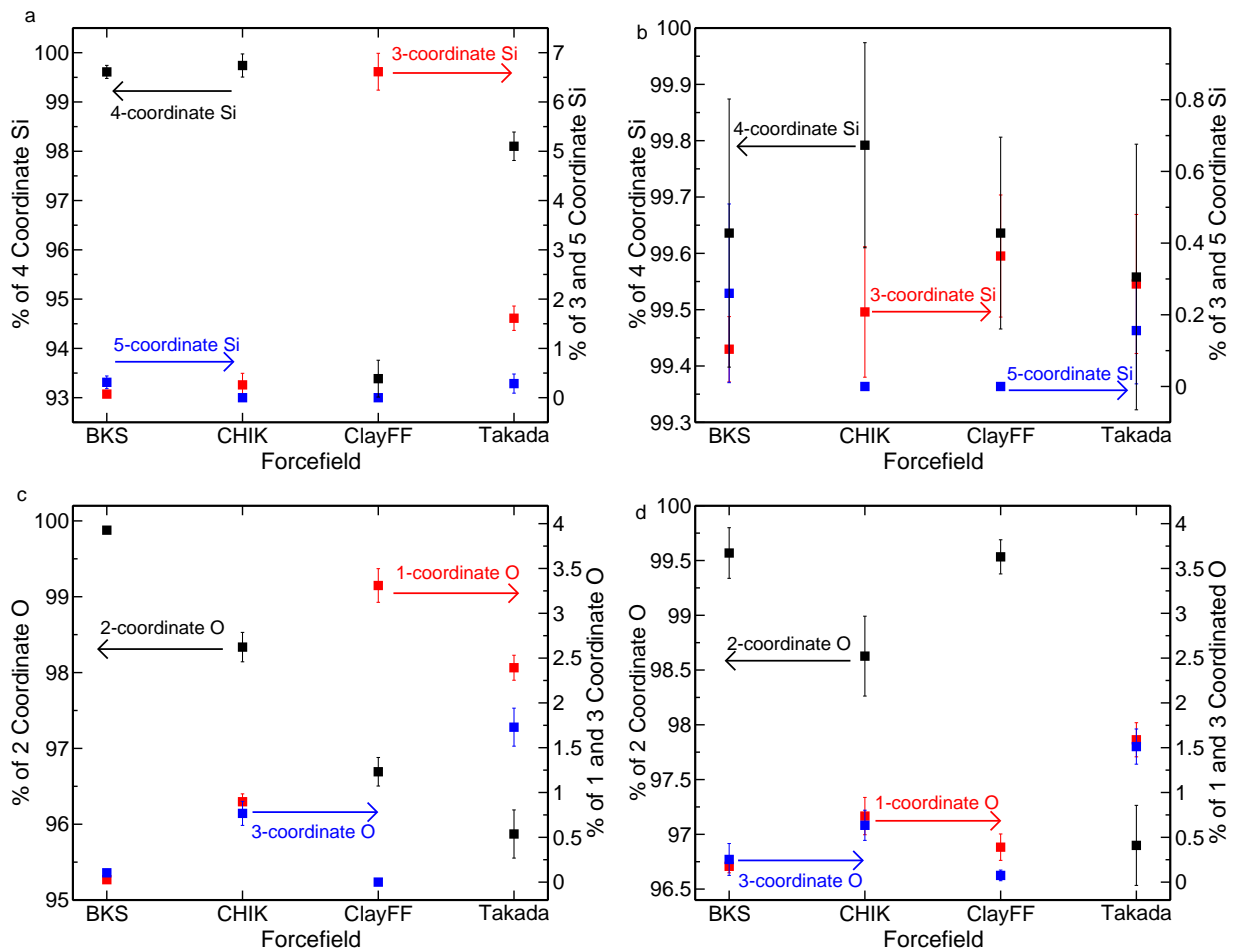 a
% of 4 Coordinate Si
100
99
98
97
96
95
94
93
4-coordinate Si
3-coordinate Si
5-coordinate Si
7
6
5
4
3
2
1
0
% of 3 and 5 Coordinate Si
BKS CHIK ClayFF Takada
Forcefield
b
% of 4 Coordinate Si
100
99.9
99.8
99.7
99.6
99.5
99.4
99.3
4-coordinate Si
3-coordinate Si
5-coordinate Si
0.8
0.6
0.4
0.2
0
% of 3 and 5 Coordinate Si
BKS CHIK ClayFF Takada
Forcefield
c
% of 2 Coordinate O
100
99
98
97
96
95
1-coordinate O
2-coordinate O
3-coordinate O
4
3.5
3
2.5
2
1.5
1
0.5
0
% of 1 and 3 Coordinate O
BKS CHIK ClayFF Takada
Forcefield
d
% of 2 Coordinate O
100
99.5
99
98.5
98
97.5
97
96.5
2-coordinate O
1-coordinate O
3-coordinate O
4
3.5
3
2.5
2
1.5
1
0.5
0
% of 1 and 3 Coordinated O
BKS CHIK ClayFF Takada
Forcefield